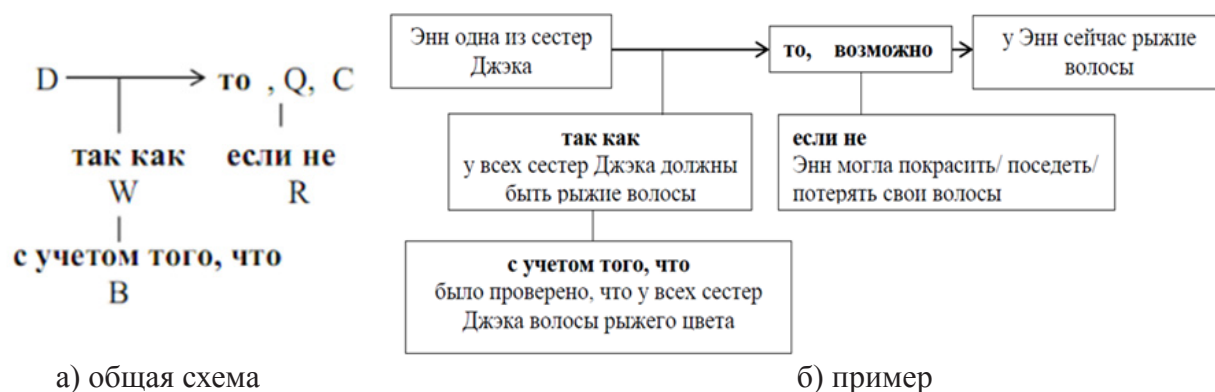 D
то , Q, C
так как
W
если не
R
с учетом того, что
B
а) общая схема
Энн одна из сестер
Джэка
то, возможно
у Энн сейчас рыжие
волосы
так как
у всех сестер Джэка должны
быть рыжие волосы
если не
Энн могла покрасить/ поседеть/
потерять свои волосы
с учетом того, что
было проверено, что у всех сестер
Джэка волосы рыжего цвета
б) пример